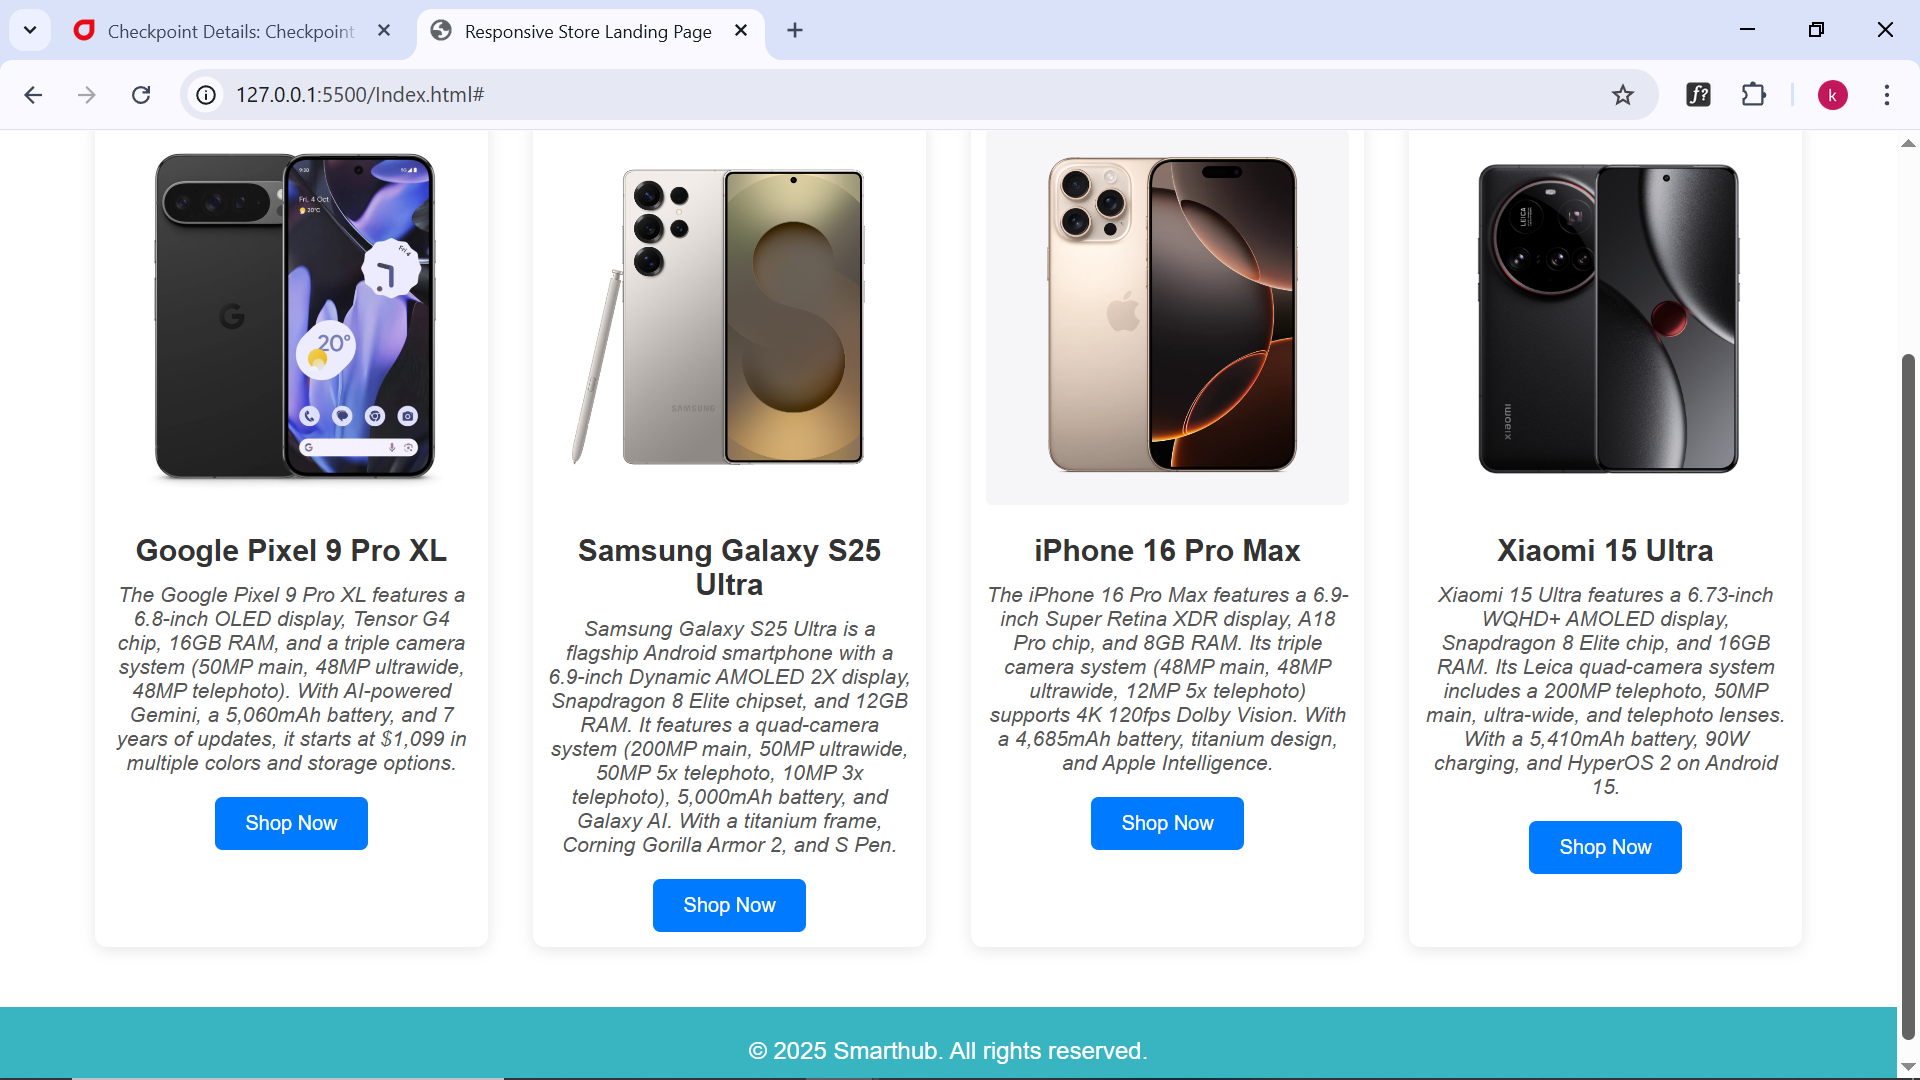 Checkpoint Details: Checkpoint
Responsive Store Landing Page
127.0.0.1:5500/Index.html#
f?
k
9:30
Fri, 4 Oct
20°C
Fri 4
20°
G
SAMSUNG
LEICA
xiaomi
Google Pixel 9 Pro XL
The Google Pixel 9 Pro XL features a
6.8-inch OLED display, Tensor G4
chip, 16GB RAM, and a triple camera
system (50MP main, 48MP ultrawide,
48MP telephoto). With AI-powered
Gemini, a 5,060mAh battery, and 7
years of updates, it starts at $1,099 in
multiple colors and storage options.
Shop Now
Samsung Galaxy S25
Ultra
Samsung Galaxy S25 Ultra is a
flagship Android smartphone with a
6.9-inch Dynamic AMOLED 2X display,
Snapdragon 8 Elite chipset, and 12GB
RAM. It features a quad-camera
system (200MP main, 50MP ultrawide,
50MP 5x telephoto, 10MP 3x
telephoto), 5,000mAh battery, and
Galaxy AI. With a titanium frame,
Corning Gorilla Armor 2, and S Pen.
Shop Now
iPhone 16 Pro Max
The iPhone 16 Pro Max features a 6.9-
inch Super Retina XDR display, A18
Pro chip, and 8GB RAM. Its triple
camera system (48MP main, 48MP
ultrawide, 12MP 5x telephoto)
supports 4K 120fps Dolby Vision. With
a 4,685mAh battery, titanium design,
and Apple Intelligence.
Shop Now
Xiaomi 15 Ultra
Xiaomi 15 Ultra features a 6.73-inch
WQHD+ AMOLED display,
Snapdragon 8 Elite chip, and 16GB
RAM. Its Leica quad-camera system
includes a 200MP telephoto, 50MP
main, ultra-wide, and telephoto lenses.
With a 5,410mAh battery, 90W
charging, and HyperOS 2 on Android
15.
Shop Now
© 2025 Smarthub. All rights reserved.